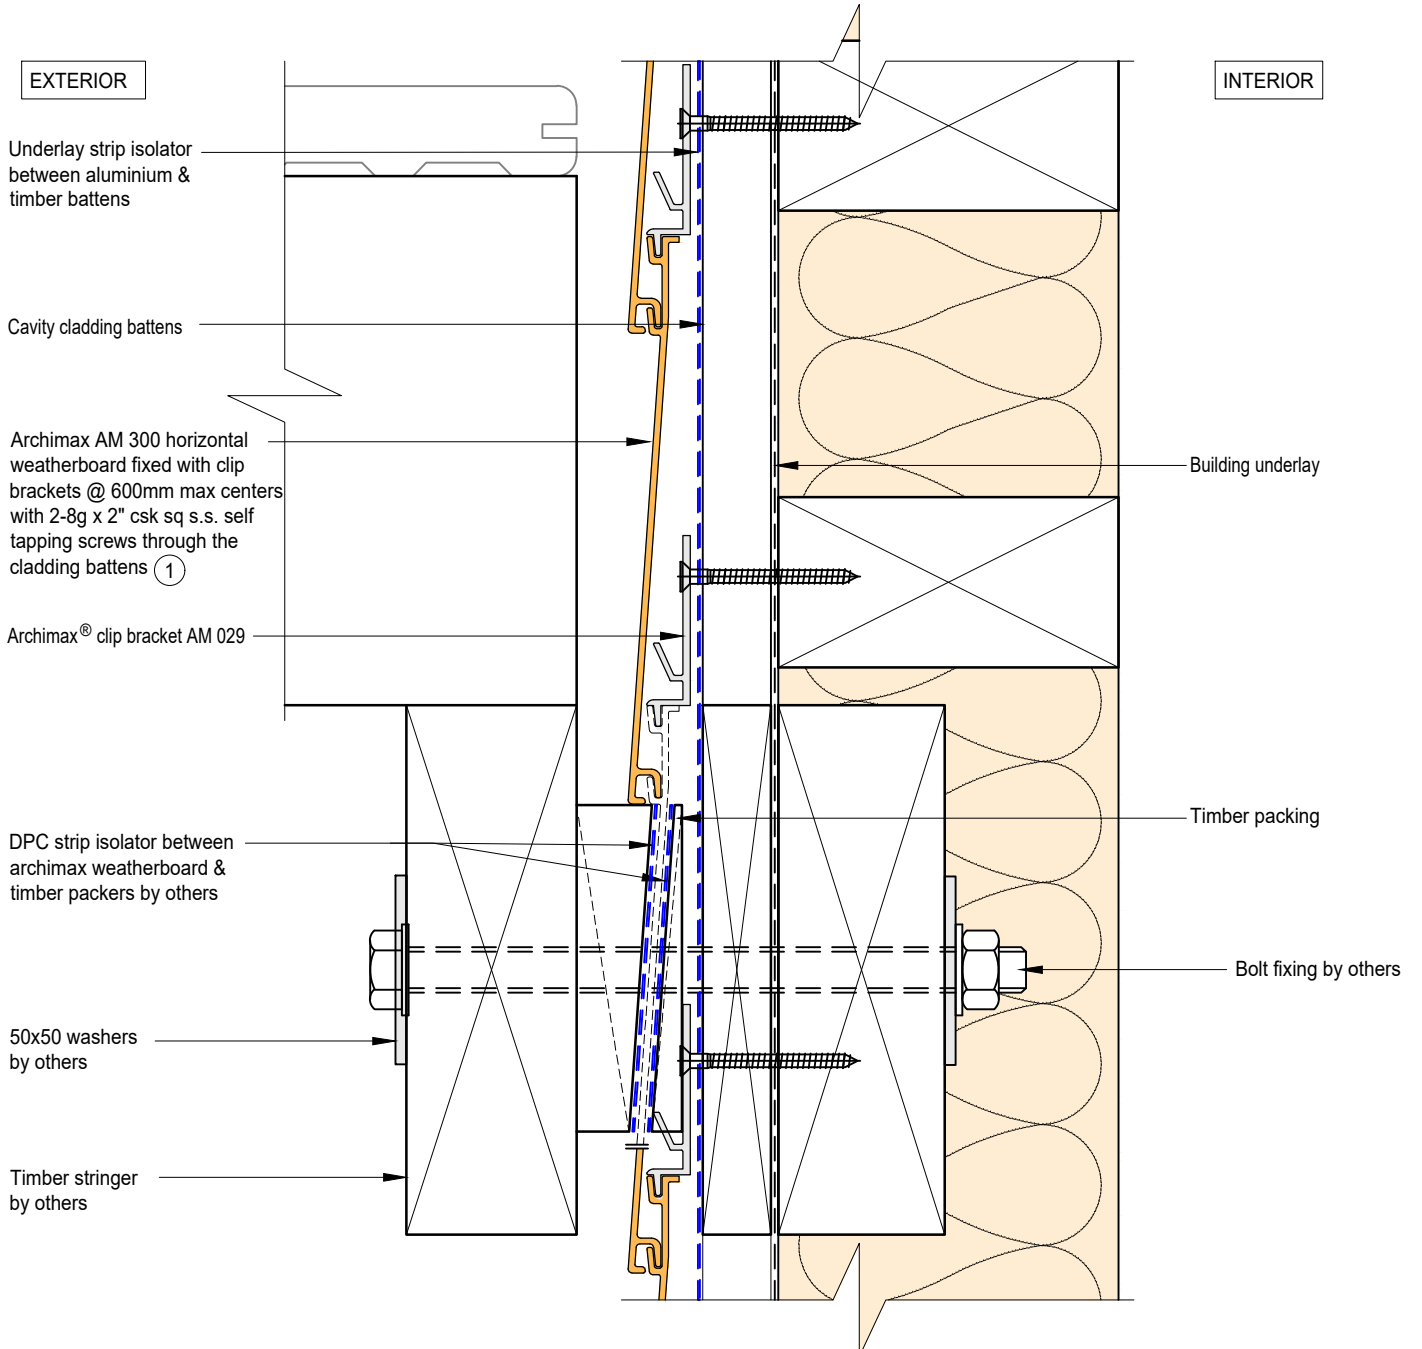 EXTERIOR
INTERIOR
Underlay strip isolator
between aluminium &
timber battens
Cavity cladding battens
Archimax AM 300 horizontal
weatherboard fixed with clip
brackets @ 600mm max centers
with 2-8g x 2" csk sq s.s. self
tapping screws through the
cladding battens 1
Building underlay
Archimax® clip bracket AM 029
Timber packing
DPC strip isolator between
archimax weatherboard &
timber packers by others
Bolt fixing by others
50x50 washers
by others
Timber stringer
by others